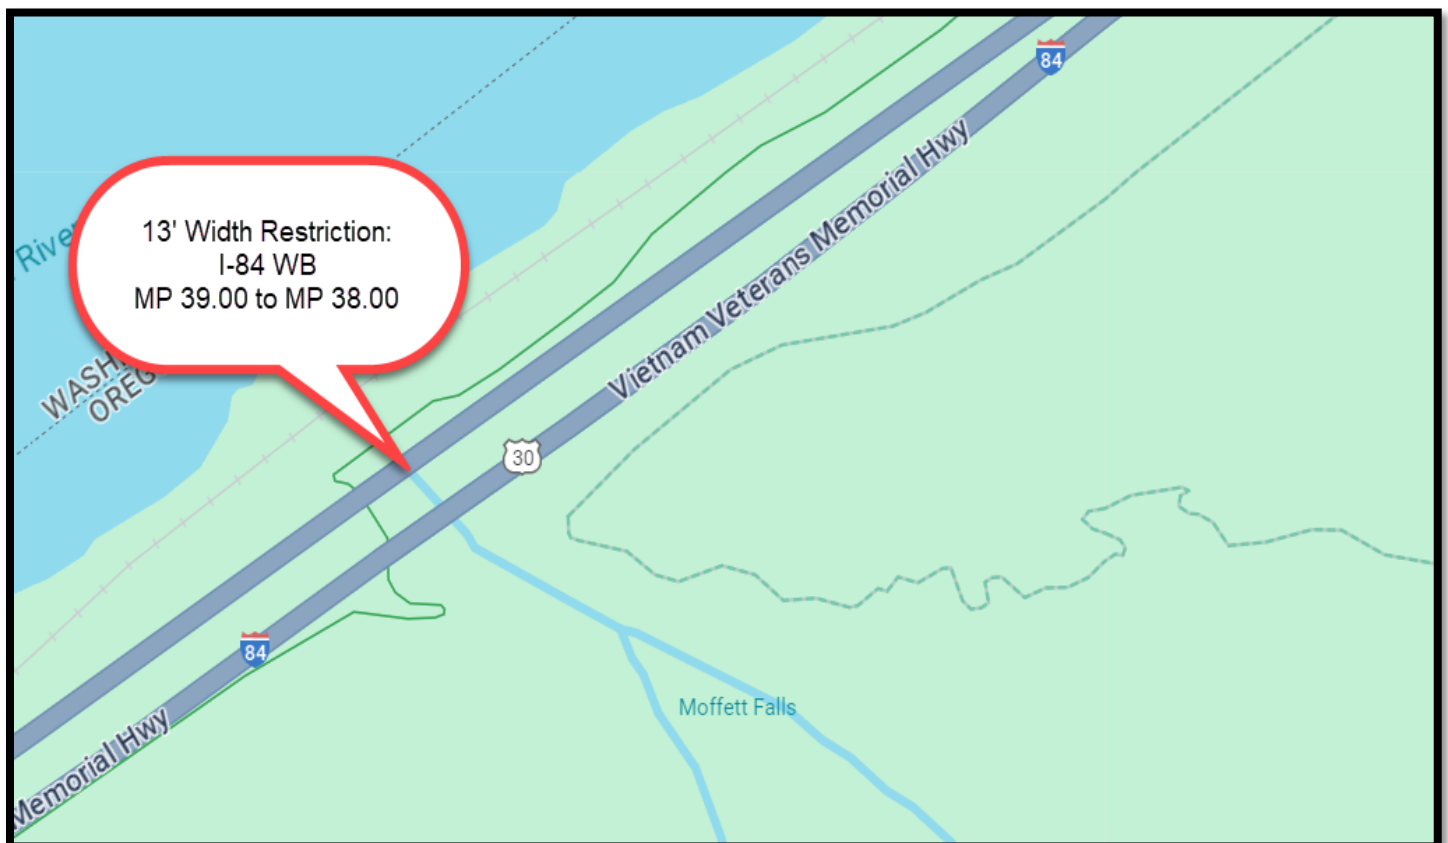 84
Vietnam Veterans Memorial Hwy
13' Width Restriction:
I-84 WB
MP 39.00 to MP 38.00
River
WASH
OREG
30
84
Moffett Falls
Memorial Hwy